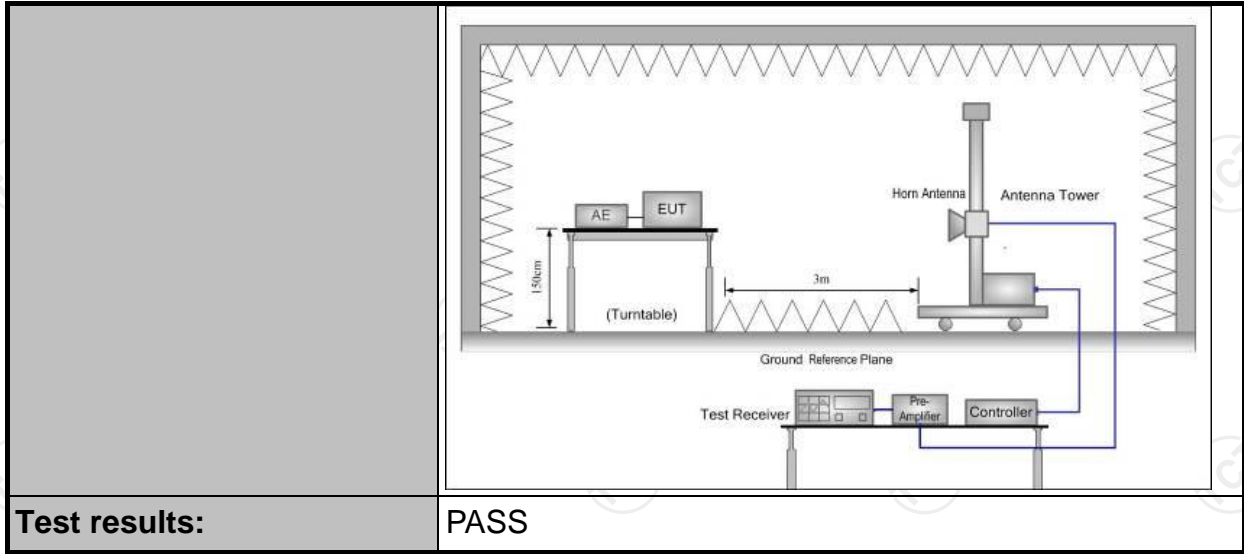 Horn Antenna
Antenna Tower
AE
EUT
150cm
3m
(Turntable)
Ground Reference Plane
Test Receiver
Pre-
Amplifier
Controller
Test results:
PASS